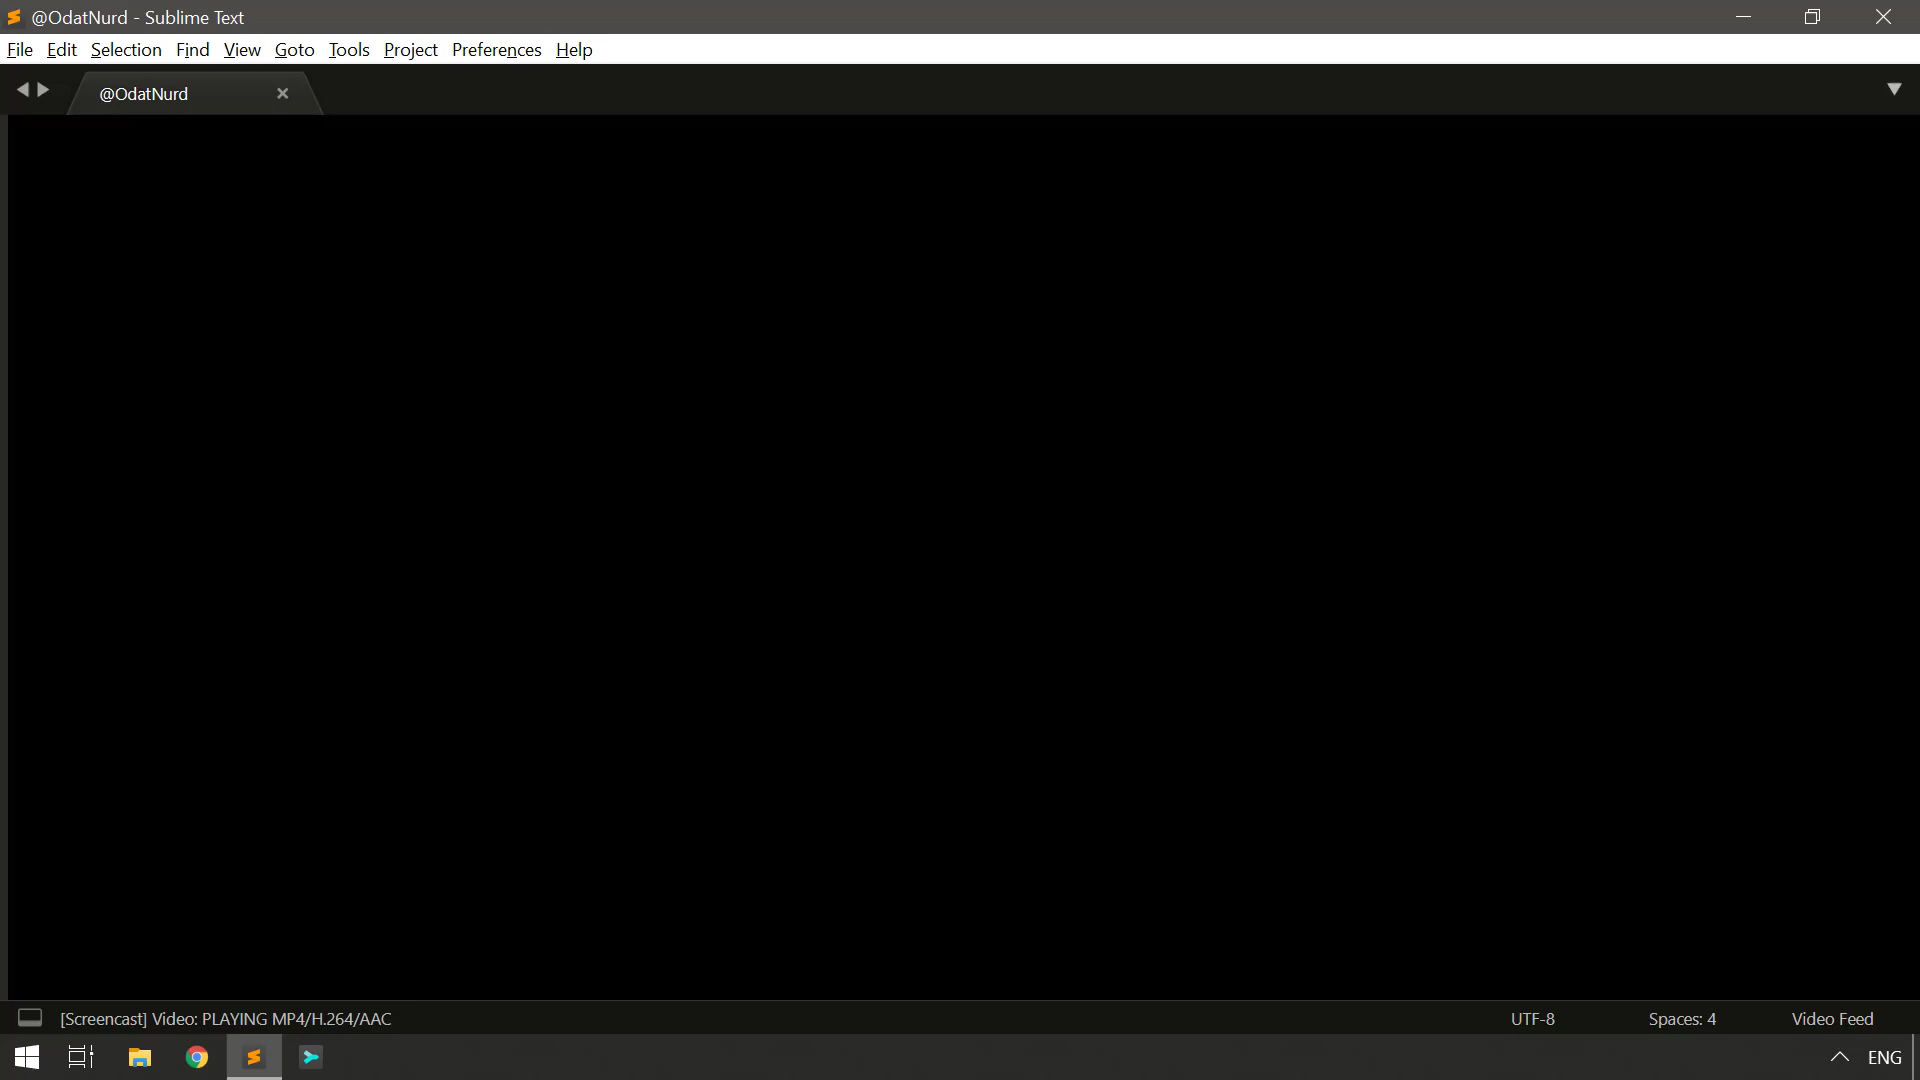 @OdatNurd - Sublime Text
File Edit Selection Find View Goto Tools Project Preferences Help
@OdatNurd
[Screencast] Video: PLAYING MP4/H.264/AAC UTF-8 Spaces: 4 Video Feed
ENG